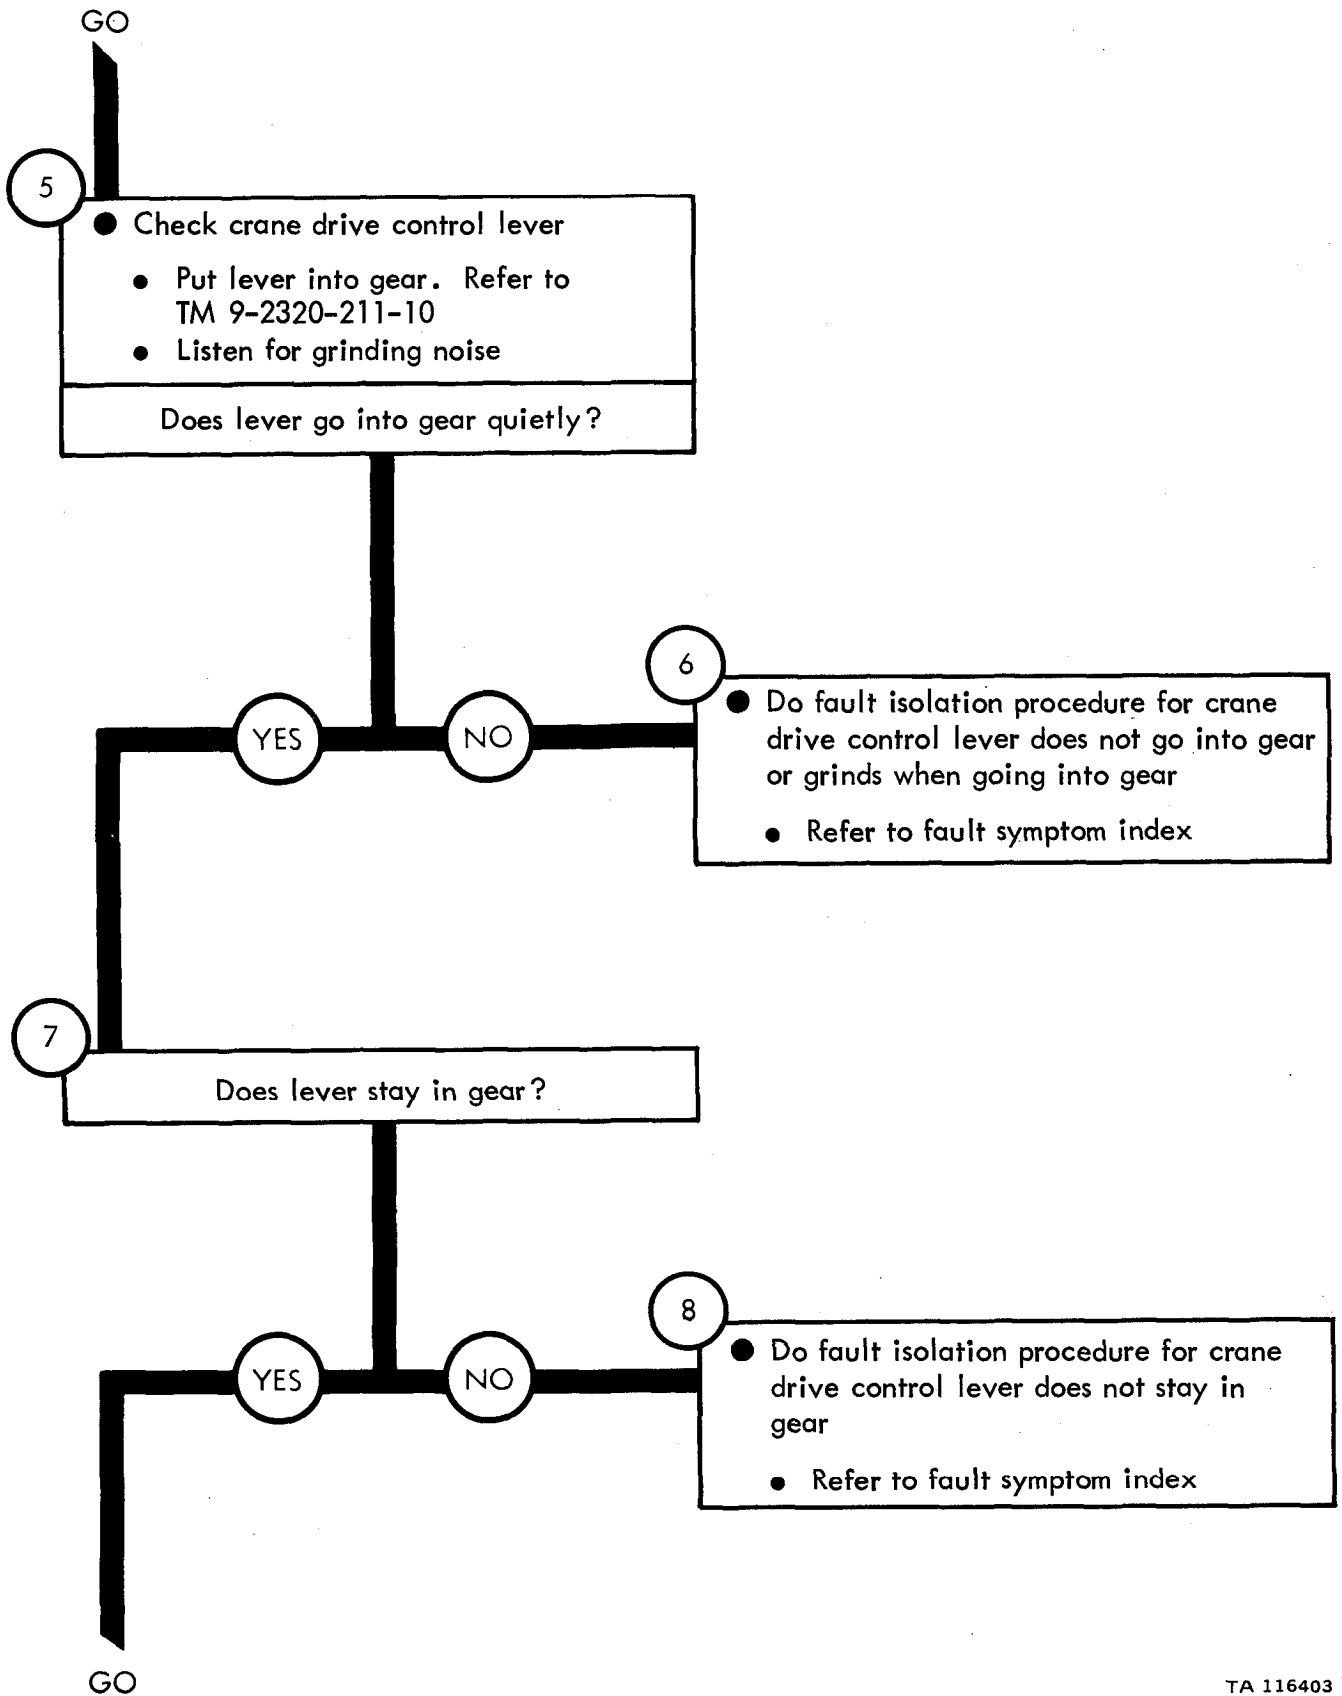 GO
5
● Check crane drive control lever
● Put lever into gear. Refer to
TM 9-2320-211-10
● Listen for grinding noise
Does lever go into gear quietly?
YES
NO
6
● Do fault isolation procedure for crane
drive control lever does not go into gear
or grinds when going into gear
● Refer to fault symptom index
7
Does lever stay in gear?
YES
NO
8
● Do fault isolation procedure for crane
drive control lever does not stay in
gear
● Refer to fault symptom index
GO
TA 116403